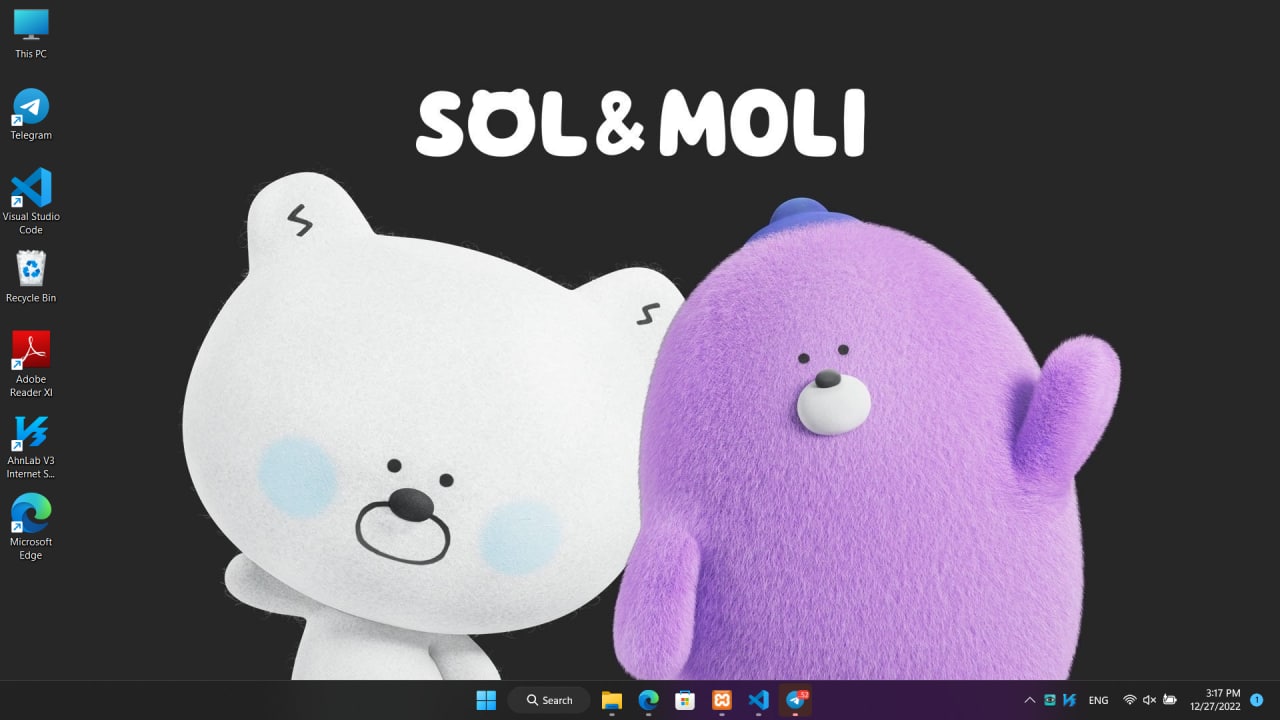 This PC
Telegram
Visual Studio
Code
Recycle Bin
Adobe
Reader XI
AhnLab V3
Internet S...
Microsoft
Edge
SOL & MOLI
Search
52
ENG
3:17 PM
12/27/2022
1